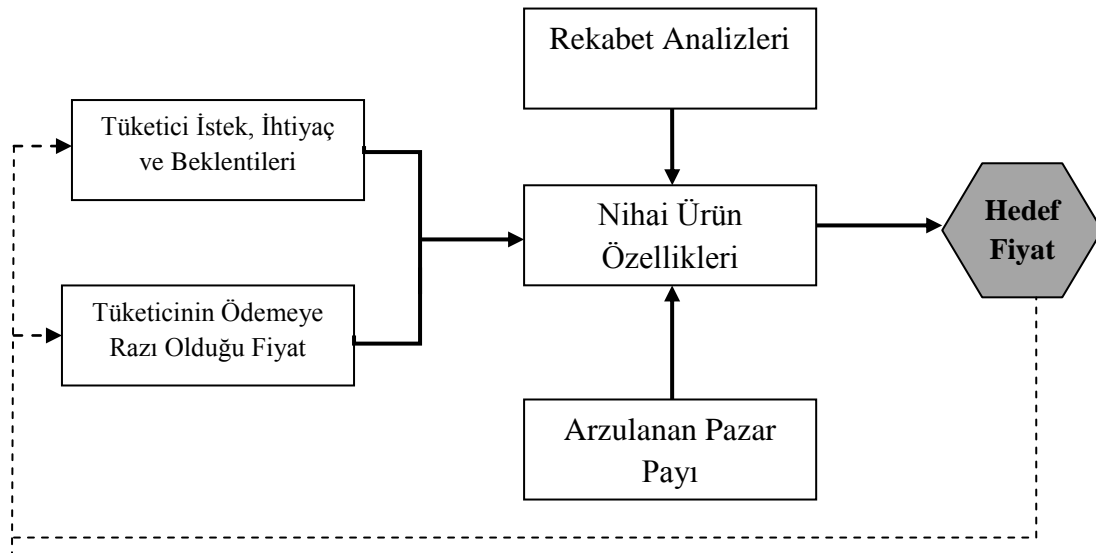 Rekabet Analizleri
Tüketici İstek, İhtiyaç
ve Beklentileri
Nihai Ürün
Özellikleri
Hedef
Fiyat
Tüketicinin Ödemeye
Razı Olduğu Fiyat
Arzulanan Pazar
Payı